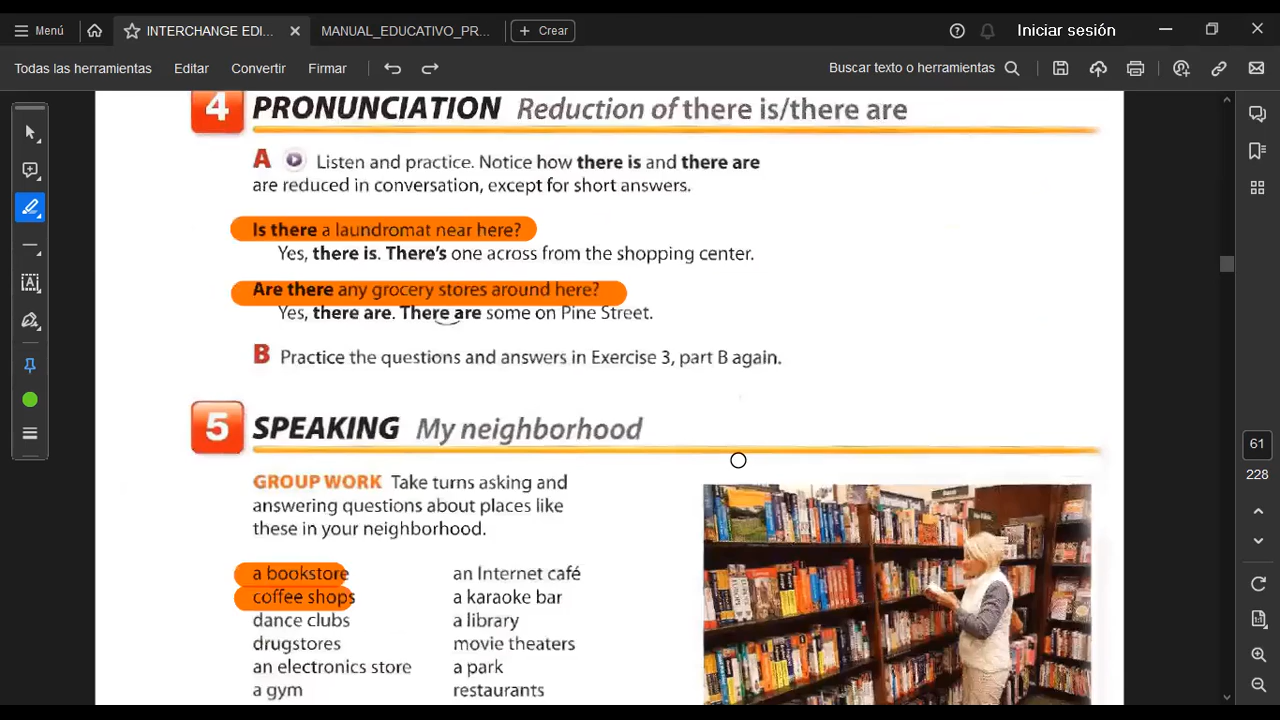 Menú
INTERCHANGE EDI...
MANUAL_EDUCATIVO_PR...
Crear
Iniciar sesión
Todas las herramientas
Editar
Convertir
Firmar
Buscar texto o herramientas
4 PRONUNCIATION Reduction of there is/there are
A Listen and practice. Notice how there is and there are
are reduced in conversation, except for short answers.
Is there a laundromat near here?
Yes, there is. There's one across from the shopping center.
Are there any grocery stores around here?
Yes, there are. There are some on Pine Street.
B Practice the questions and answers in Exercise 3, part B again.
5 SPEAKING My neighborhood
GROUP WORK Take turns asking and
answering questions about places like
these in your neighborhood.
a bookstore
coffee shops
dance clubs
drugstores
an electronics store
a gym
an Internet café
a karaoke bar
a library
movie theaters
a park
restaurants
61
228